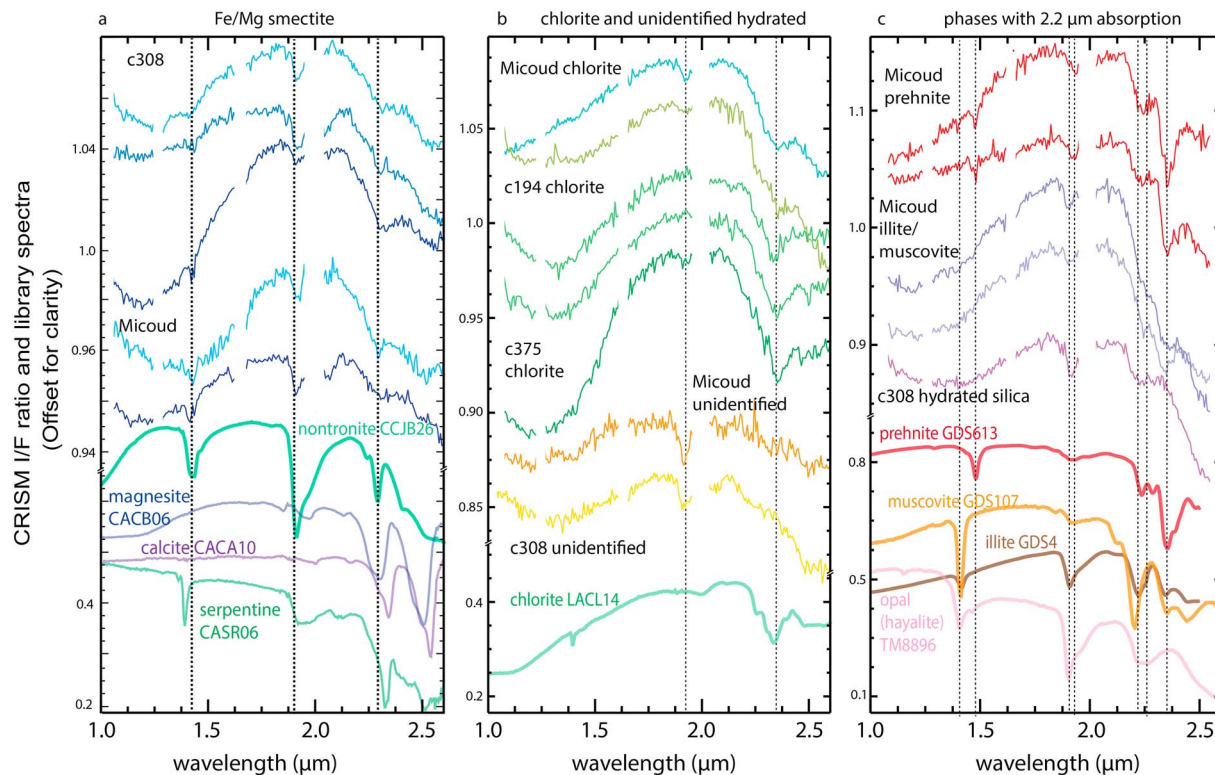 a
Fe/Mg smectite
b
chlorite and unidentified hydrated
c
phases with 2.2 μm absorption
CRISM I/F ratio and library spectra
(Offset for clarity)
c308
1.04
1.0
0.98
Micoud
0.96
0.94
nontronite CCJB26
magnesite
CACB06
calcite CACA10
0.4
serpentine
CASR06
0.2
1.0
1.5
2.0
2.5
wavelength (μm)
Micoud chlorite
1.05
c194 chlorite
1.0
0.95
c375
chlorite
0.90
Micoud
unidentified
0.85
c308 unidentified
0.4
chlorite LACL14
0.2
1.0
1.5
2.0
2.5
wavelength (μm)
Micoud
prehnite
1.1
Micoud
illite/
muscovite
1.0
0.9
c308 hydrated silica
prehnite GDS613
0.8
muscovite GDS107
illite GDS4
0.5
opal
(hayalite)
TM8896
0.1
1.0
1.5
2.0
2.5
wavelength (μm)